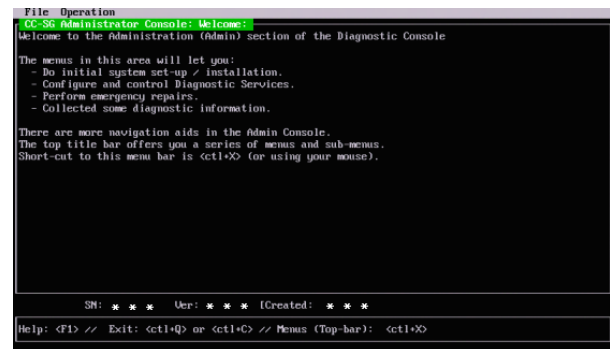 File Operation
CC-SG Administrator Console: Welcome:
Welcome to the Administration (Admin) section of the Diagnostic Console
The menus in this area will let you:
- Do initial system set-up / installation.
- Configure and control Diagnostic Services.
- Perform emergency repairs.
- Collected some diagnostic information.
There are more navigation aids in the Admin Console.
The top title bar offers you a series of menus and sub-menus.
Short-cut to this menu bar is <ctl+X> (or using your mouse).
SN: * * * Ver: * * * [Created: * * *
Help: <F1> // Exit: <ctl+Q> or <ctl+C> // Menus (Top-bar): <ctl+X>